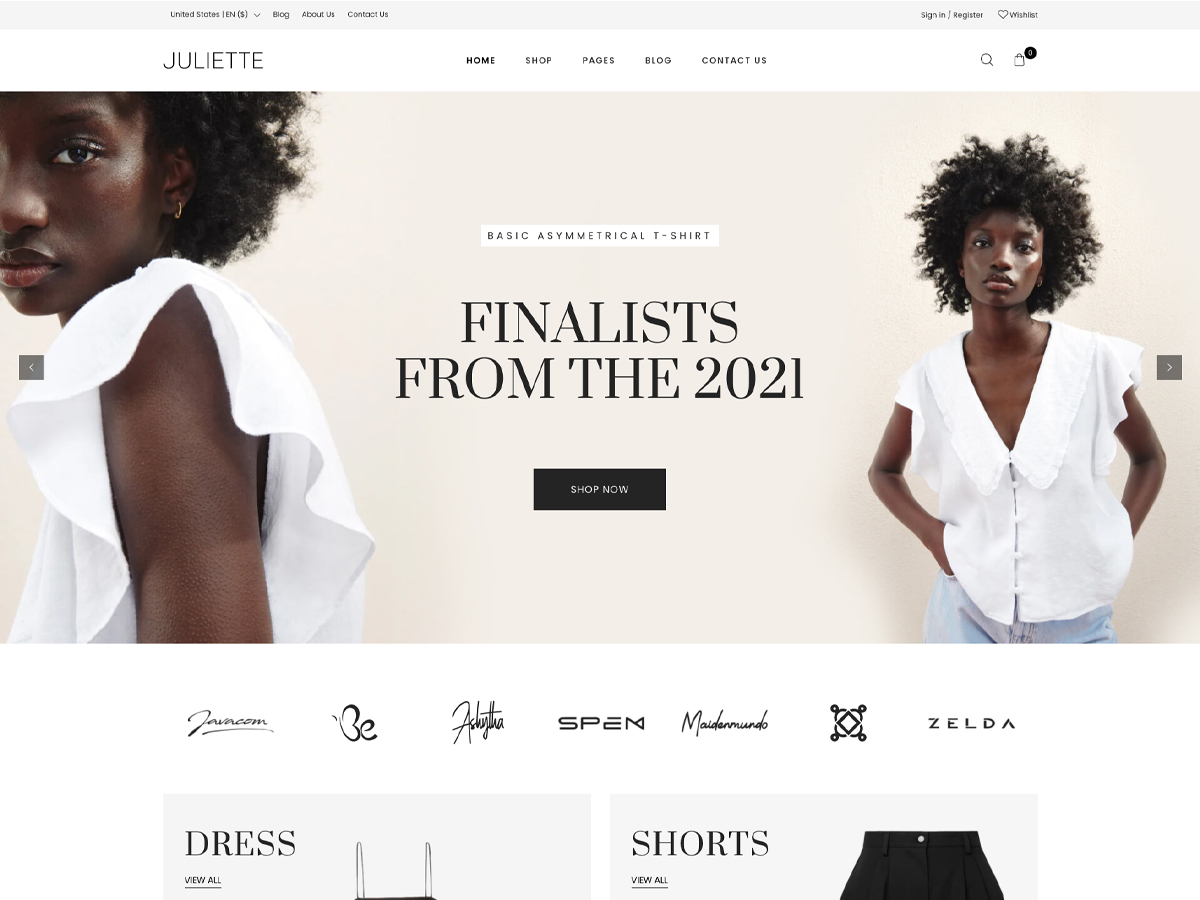 United States | EN ($) Blog About Us Contact Us Sign in / Register Wishlist
JULIETTE HOME SHOP PAGES BLOG CONTACT US 0
BASIC ASYMMETRICAL T-SHIRT
FINALISTS
FROM THE 2021
SHOP NOW
Javacom Be Ashytha SPEM Maidenmundo ZELDA
DRESS SHORTS
VIEW ALL VIEW ALL